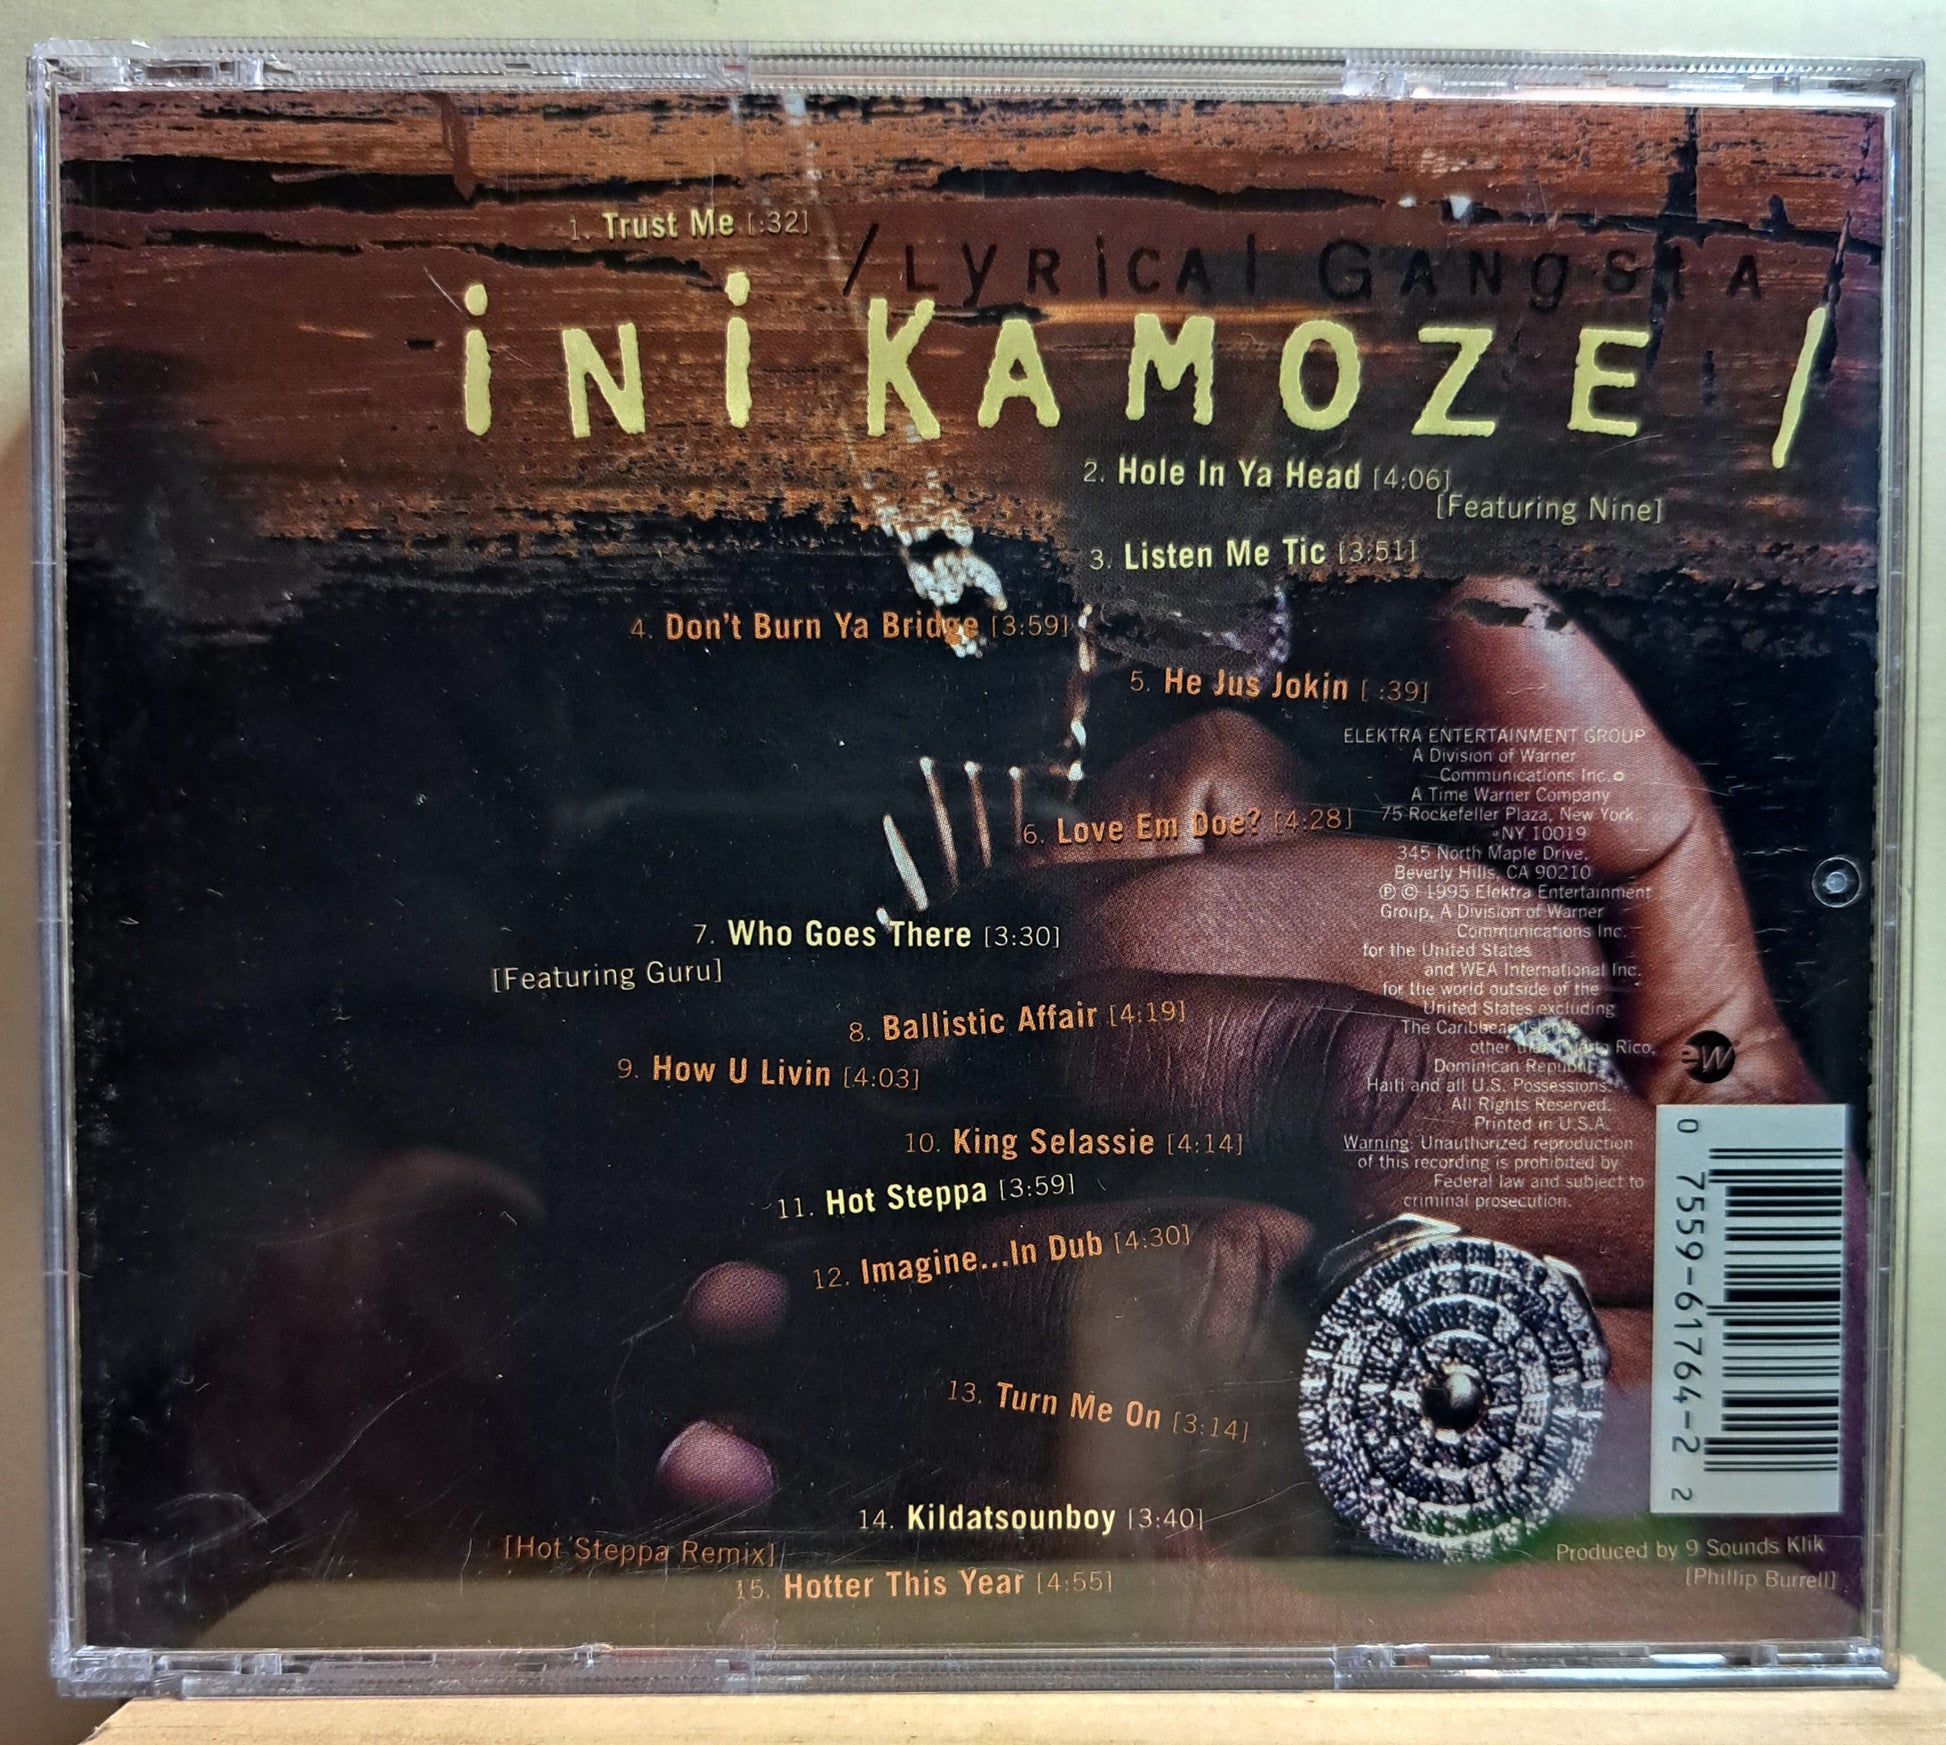 1. Trust Me [:32]
/LyRiCAl GANgStA
iNi KAMOZE /
2. Hole In Ya Head [4:06]
[Featuring Nine]
3. Listen Me Tic [3:51]
4. Don't Burn Ya Bridge [3:59]
5. He Jus Jokin [ :39]
ELEKTRA ENTERTAINMENT GROUP
A Division of Warner
Communications Inc.
A Time Warner Company
75 Rockefeller Plaza, New York,
NY 10019
345 North Maple Drive,
Beverly Hills, CA 90210
℗ © 1995 Elektra Entertainment
Group, A Division of Warner
Communications Inc.
for the United States
and WEA International Inc.
for the world outside of the
United States excluding
The Caribbean Islands
other than Puerto Rico,
Dominican Republic,
Haiti and all U.S. Possessions.
All Rights Reserved.
Printed in U.S.A.
Warning: Unauthorized reproduction
of this recording is prohibited by
Federal law and subject to
criminal prosecution.
6. Love Em Doe? [4:28]
7. Who Goes There [3:30]
[Featuring Guru]
8. Ballistic Affair [4:19]
9. How U Livin [4:03]
10. King Selassie [4:14]
11. Hot Steppa [3:59]
12. Imagine...In Dub [4:30]
13. Turn Me On [3:14]
14. Kildatsounboy [3:40]
[Hot Steppa Remix]
15. Hotter This Year [4:55]
ew
0 7559-61764-2 2
Produced by 9 Sounds Klik
[Phillip Burrell]